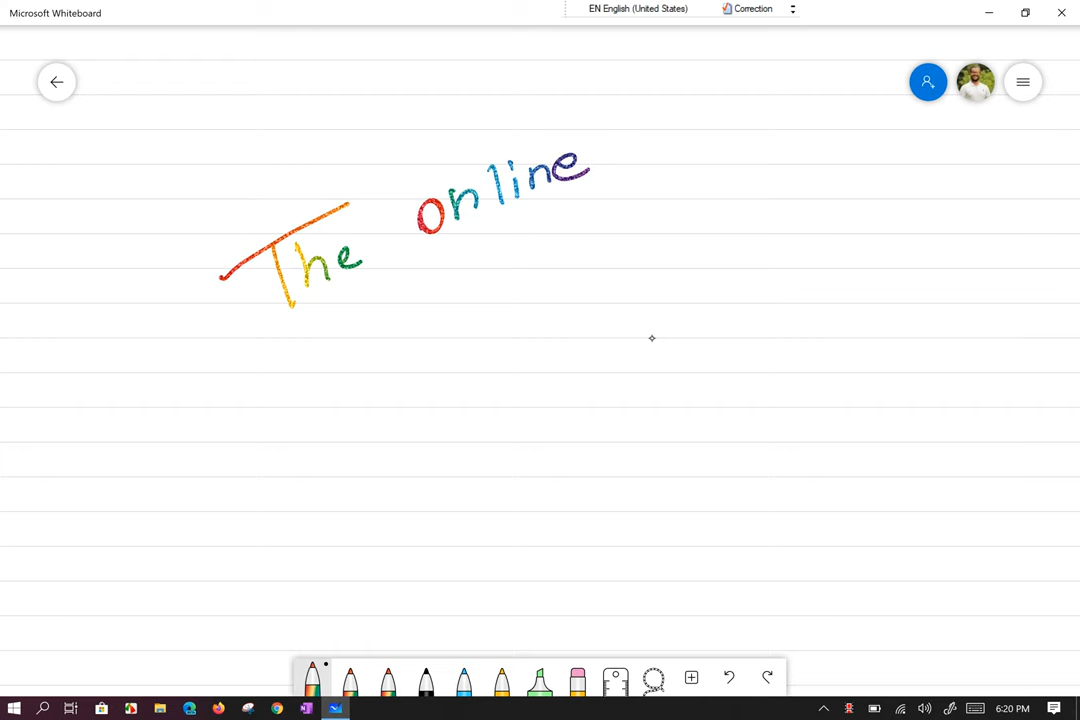 Microsoft Whiteboard
EN English (United States)
Correction
The online
6:20 PM